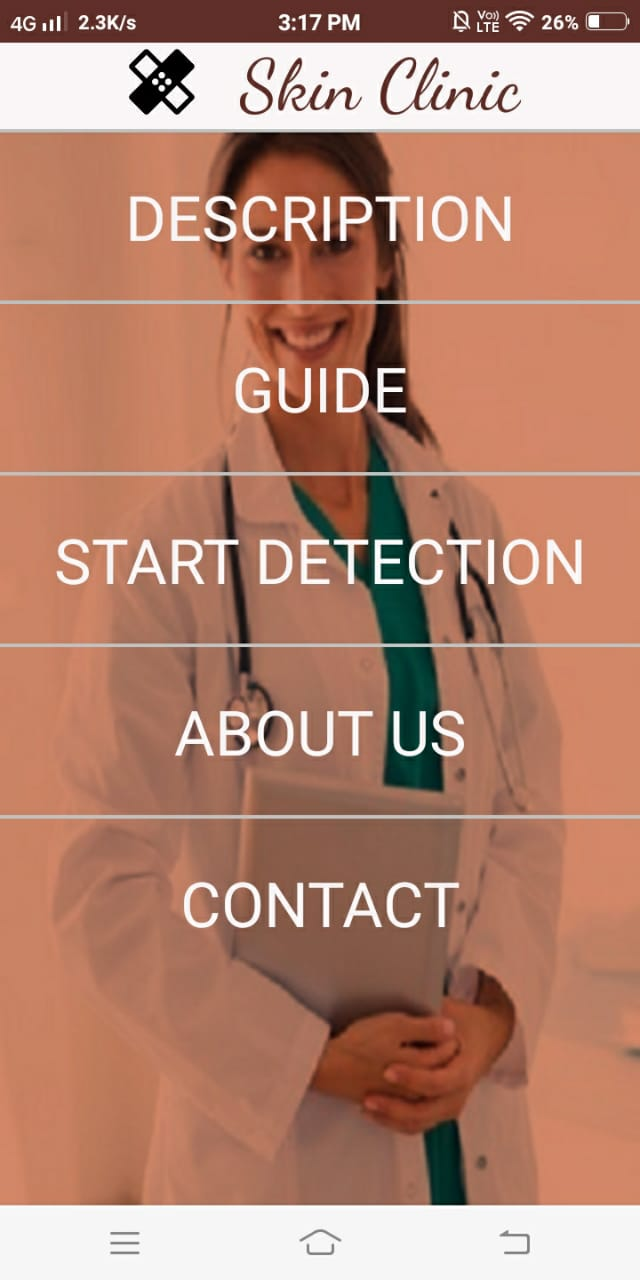 4G 2.3K/s 3:17 PM Vo)) LTE 26%
Skin Clinic
DESCRIPTION
GUIDE
START DETECTION
ABOUT US
CONTACT